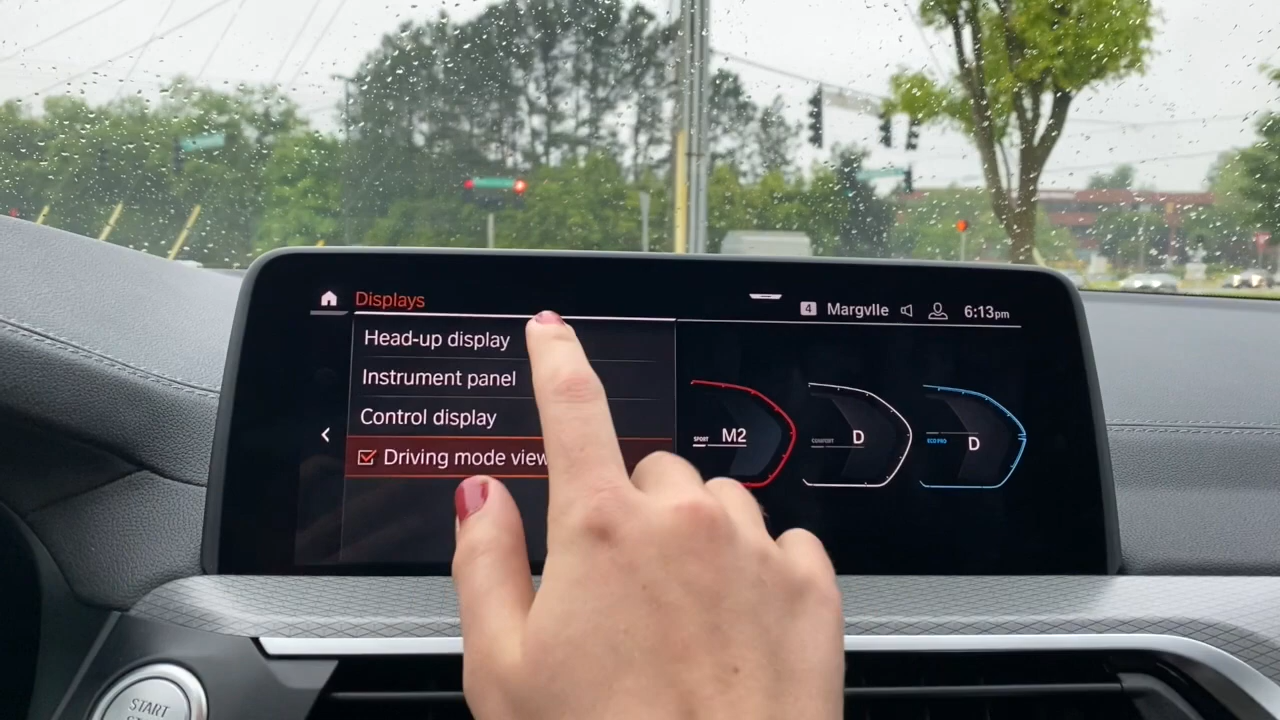 Displays
4 Margvlle 6:13pm
Head-up display
Instrument panel
Control display
Driving mode view
SPORT M2
COMFORT D
ECO PRO D
START